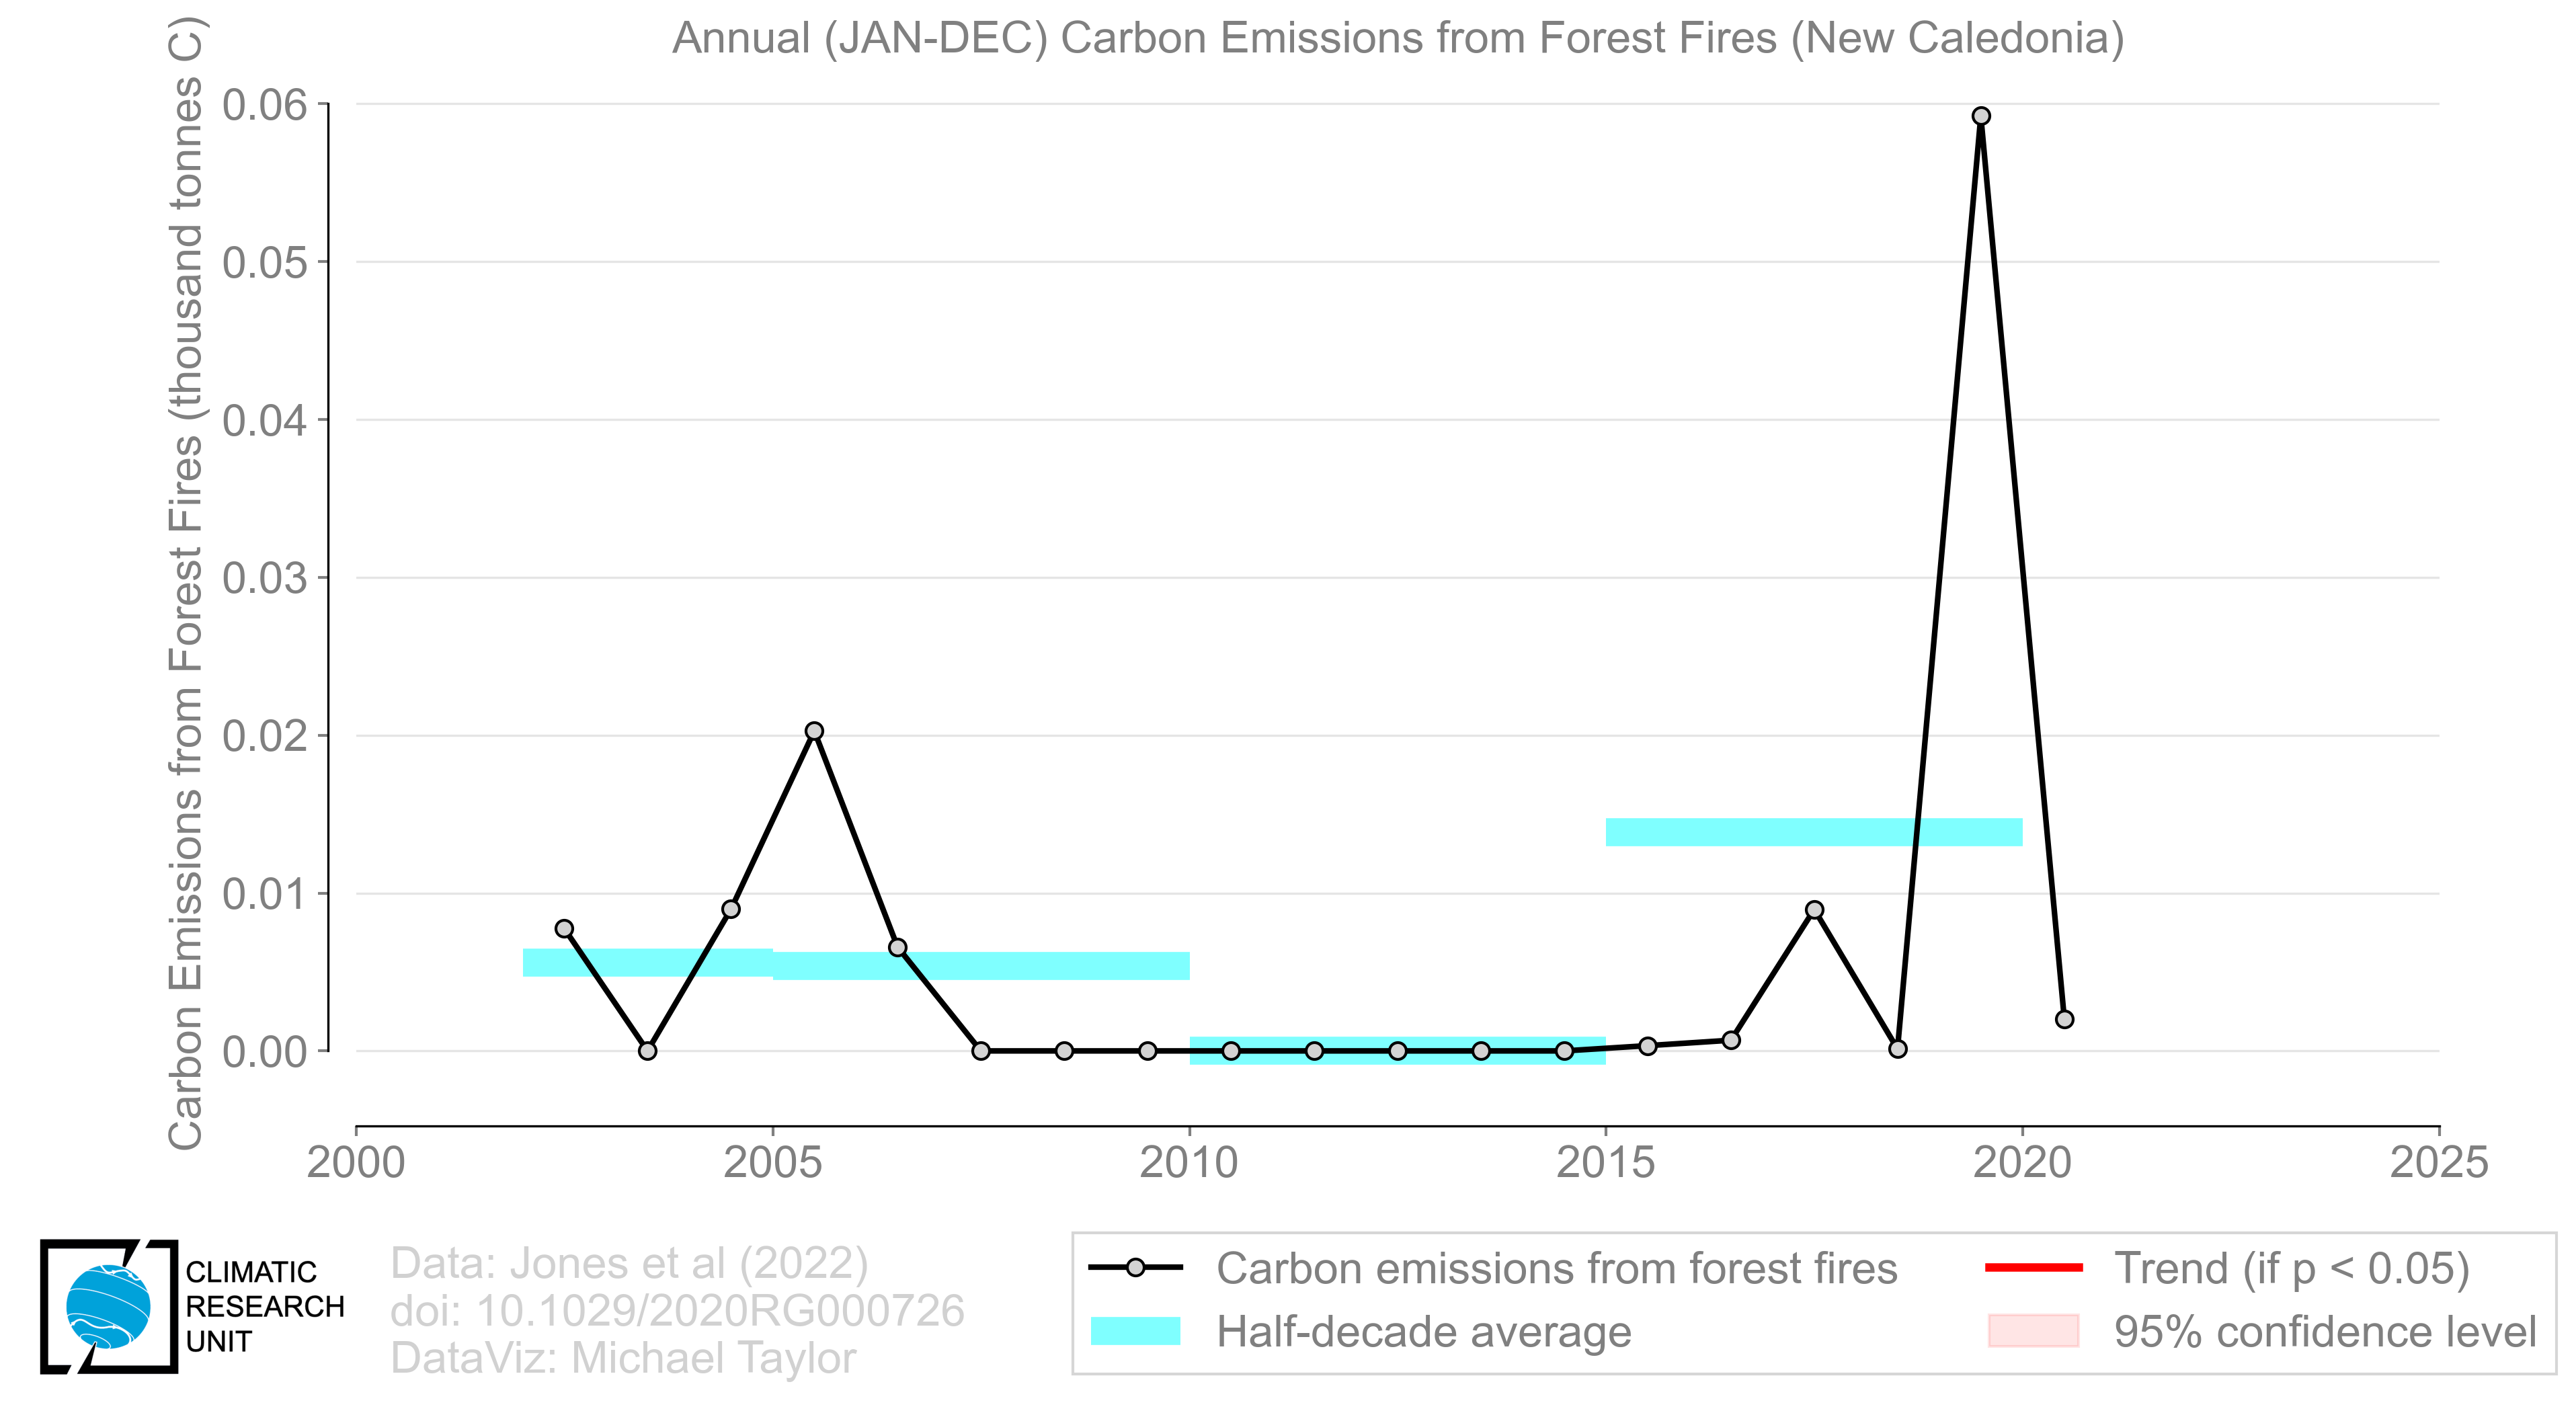 Annual (JAN-DEC) Carbon Emissions from Forest Fires (New Caledonia)
Carbon Emissions from Forest Fires (thousand tonnes C)
0.06
0.05
0.04
0.03
0.02
0.01
0.00
2000
2005
2010
2015
2020
2025
CLIMATIC
RESEARCH
UNIT
Data: Jones et al (2022)
doi: 10.1029/2020RG000726
DataViz: Michael Taylor
Carbon emissions from forest fires
Half-decade average
Trend (if p < 0.05)
95% confidence level